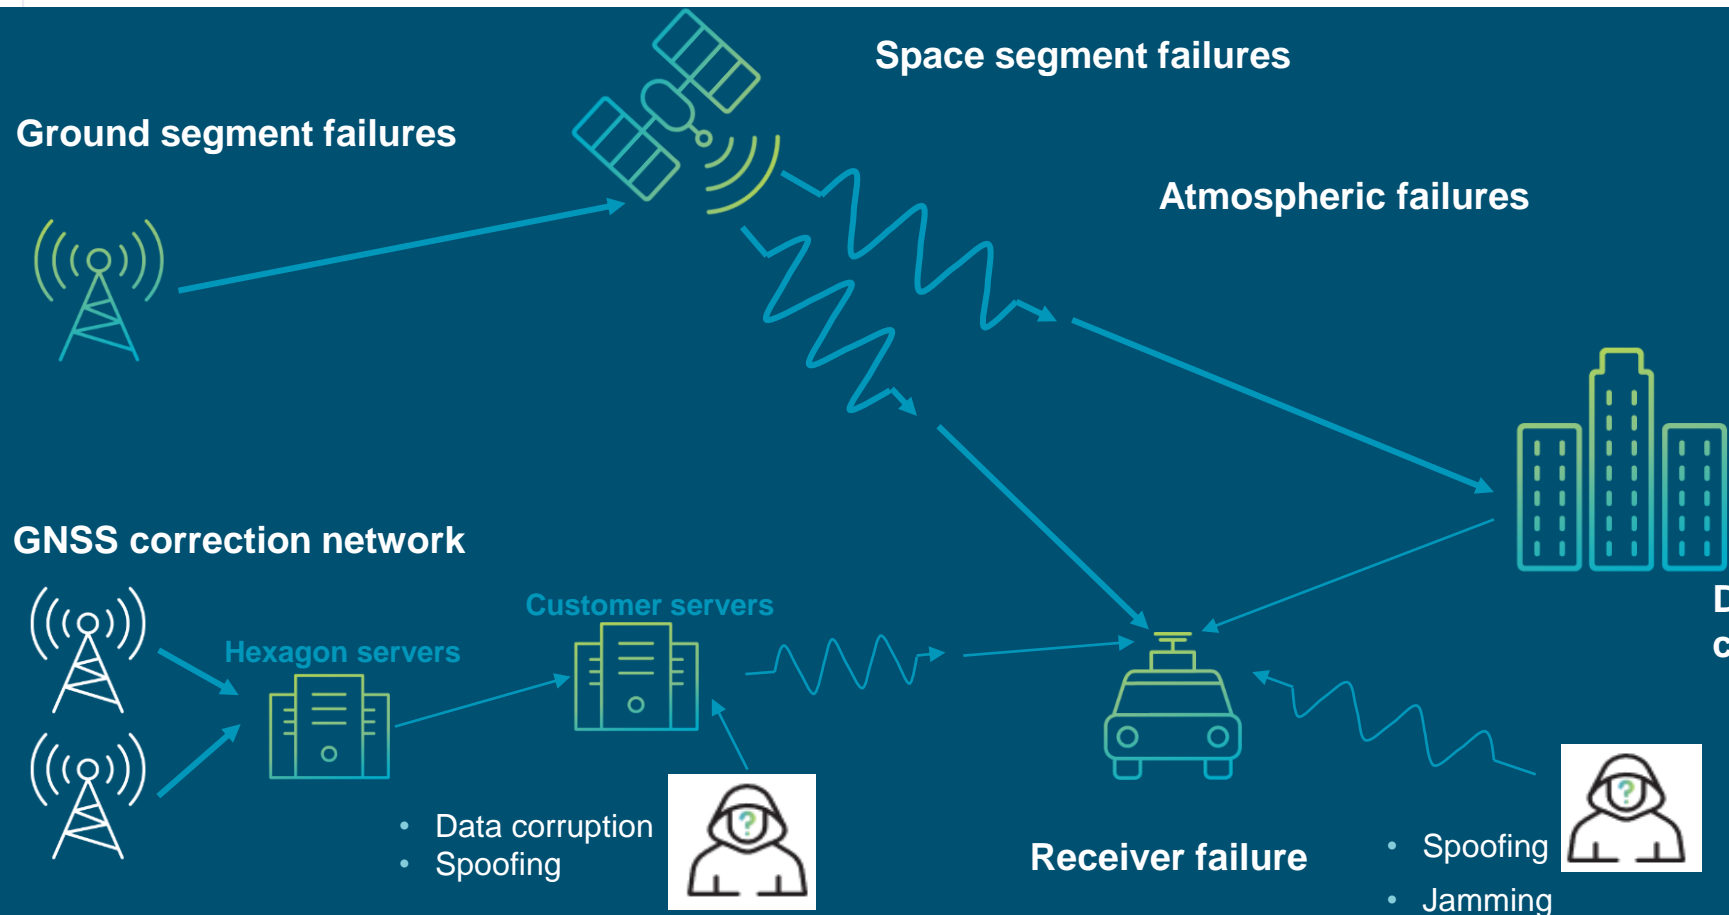 Space segment failures
Ground segment failures
Atmospheric failures
GNSS correction network
Customer servers
Hexagon servers
D
c
• Data corruption
• Spoofing
Receiver failure
• Spoofing
• Jamming
?
?